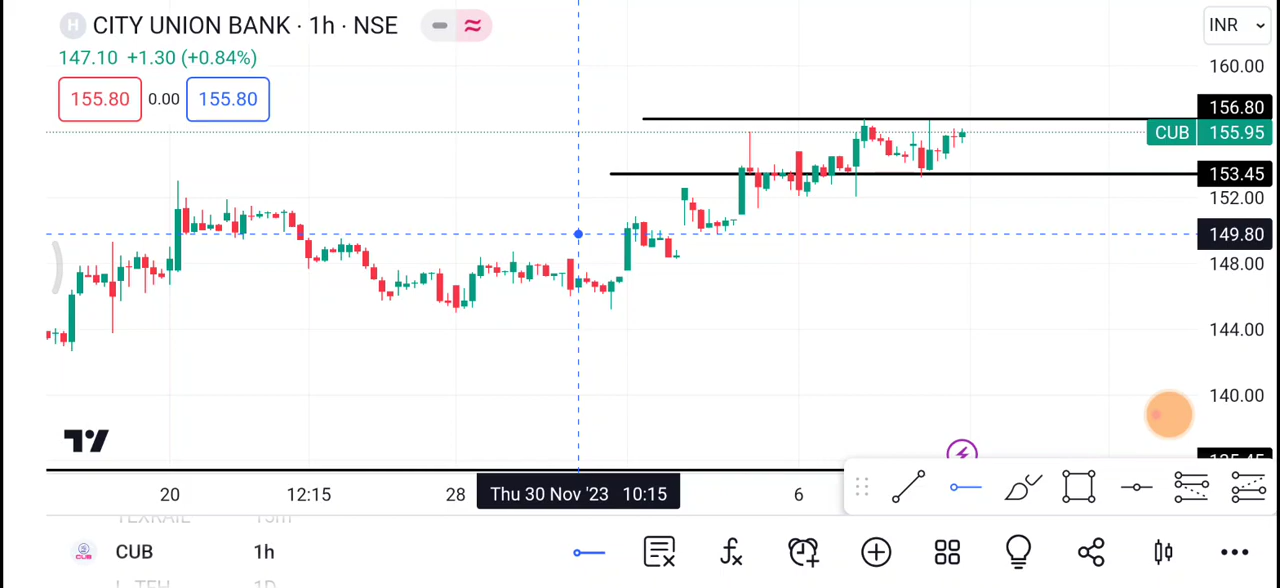 H CITY UNION BANK · 1h · NSE
INR
147.10 +1.30 (+0.84%)
155.80 0.00 155.80
160.00
156.80
CUB 155.95
153.45
152.00
149.80
148.00
144.00
140.00
20 12:15 28 Thu 30 Nov '23 10:15 6
CUB 1h